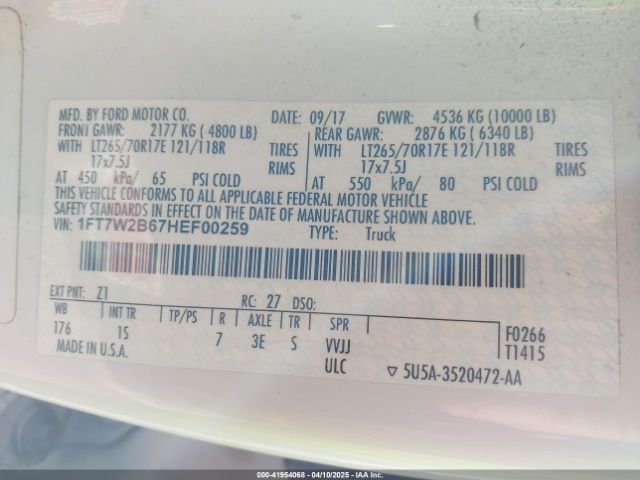 MFD. BY FORD MOTOR CO. DATE: 09/17 GVWR: 4536 KG (10000 LB)
FRONT GAWR: 2177 KG ( 4800 LB) REAR GAWR: 2876 KG ( 6340 LB)
WITH LT265/70R17E 121/118R TIRES WITH LT265/70R17E 121/118R TIRES
17x7.5J RIMS 17x7.5J RIMS
AT 450 kPa/ 65 PSI COLD AT 550 kPa/ 80 PSI COLD
THIS VEHICLE CONFORMS TO ALL APPLICABLE FEDERAL MOTOR VEHICLE
SAFETY STANDARDS IN EFFECT ON THE DATE OF MANUFACTURE SHOWN ABOVE.
VIN: 1FT7W2B67HEF00259 TYPE: Truck
EXT PNT: Z1 RC: 27 DSO:
WB INT TR TP/PS R AXLE TR SPR F0266
176 1S 7 3E S VVJJ T1415
MADE IN U.S.A. ULC ▽ 5U5A-3520472-AA
000-41954068 - 04/10/2025 - IAAI.COM